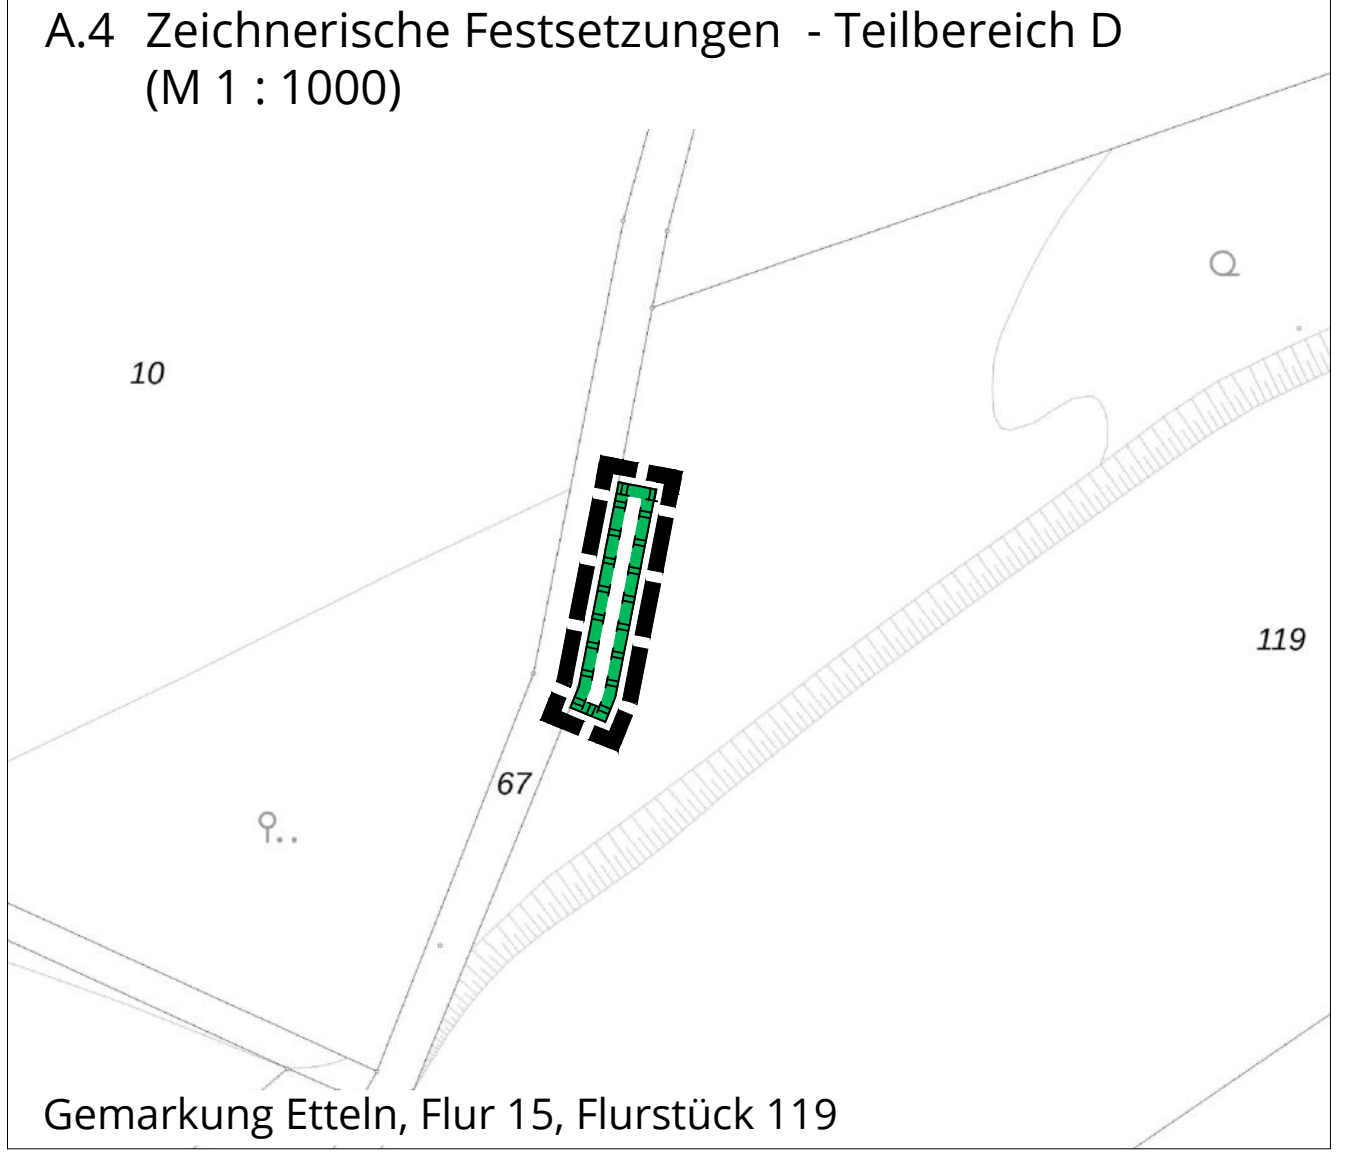 A.4 Zeichnerische Festsetzungen - Teilbereich D
(M 1 : 1000)
10
119
67
Gemarkung Etteln, Flur 15, Flurstück 119